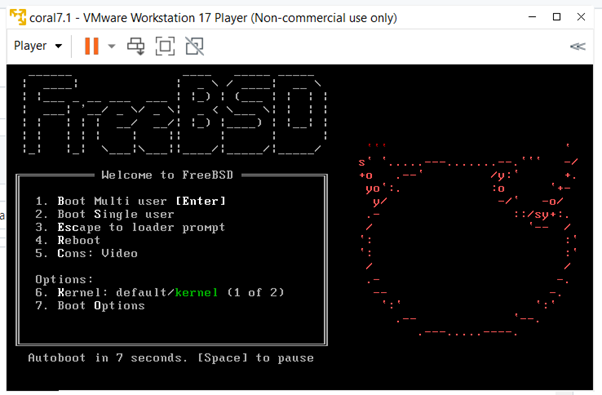 coral7.1 - VMware Workstation 17 Player (Non-commercial use only)
Player
FreeBSD
Welcome to FreeBSD
1. Boot Multi user [Enter]
2. Boot Single user
3. Escape to loader prompt
4. Reboot
5. Cons: Video
Options:
6. Kernel: default/kernel (1 of 2)
7. Boot Options
Autoboot in 7 seconds. [Space] to pause